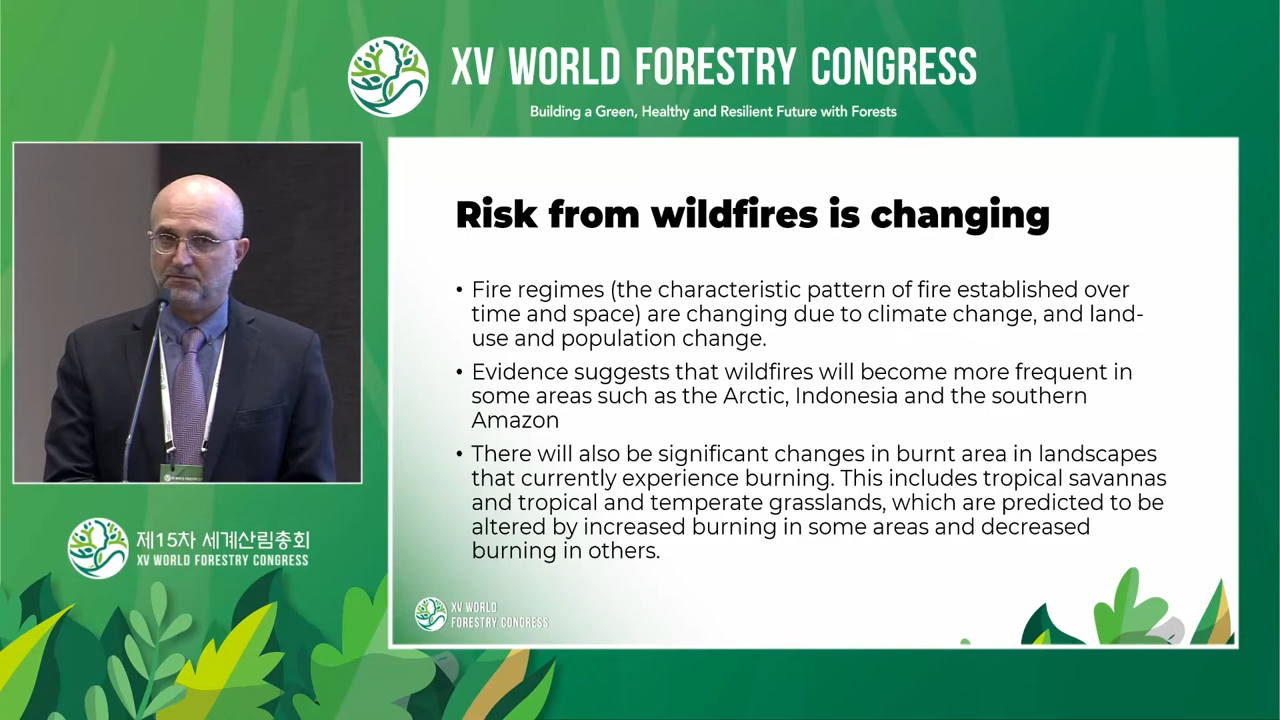 XV WORLD FORESTRY CONGRESS
Building a Green, Healthy and Resilient Future with Forests
Risk from wildfires is changing
• Fire regimes (the characteristic pattern of fire established over
time and space) are changing due to climate change, and land-
use and population change.
• Evidence suggests that wildfires will become more frequent in
some areas such as the Arctic, Indonesia and the southern
Amazon
• There will also be significant changes in burnt area in landscapes
that currently experience burning. This includes tropical savannas
and tropical and temperate grasslands, which are predicted to be
altered by increased burning in some areas and decreased
burning in others.
제15차 세계산림총회
XV WORLD FORESTRY CONGRESS
XV WORLD
FORESTRY CONGRESS